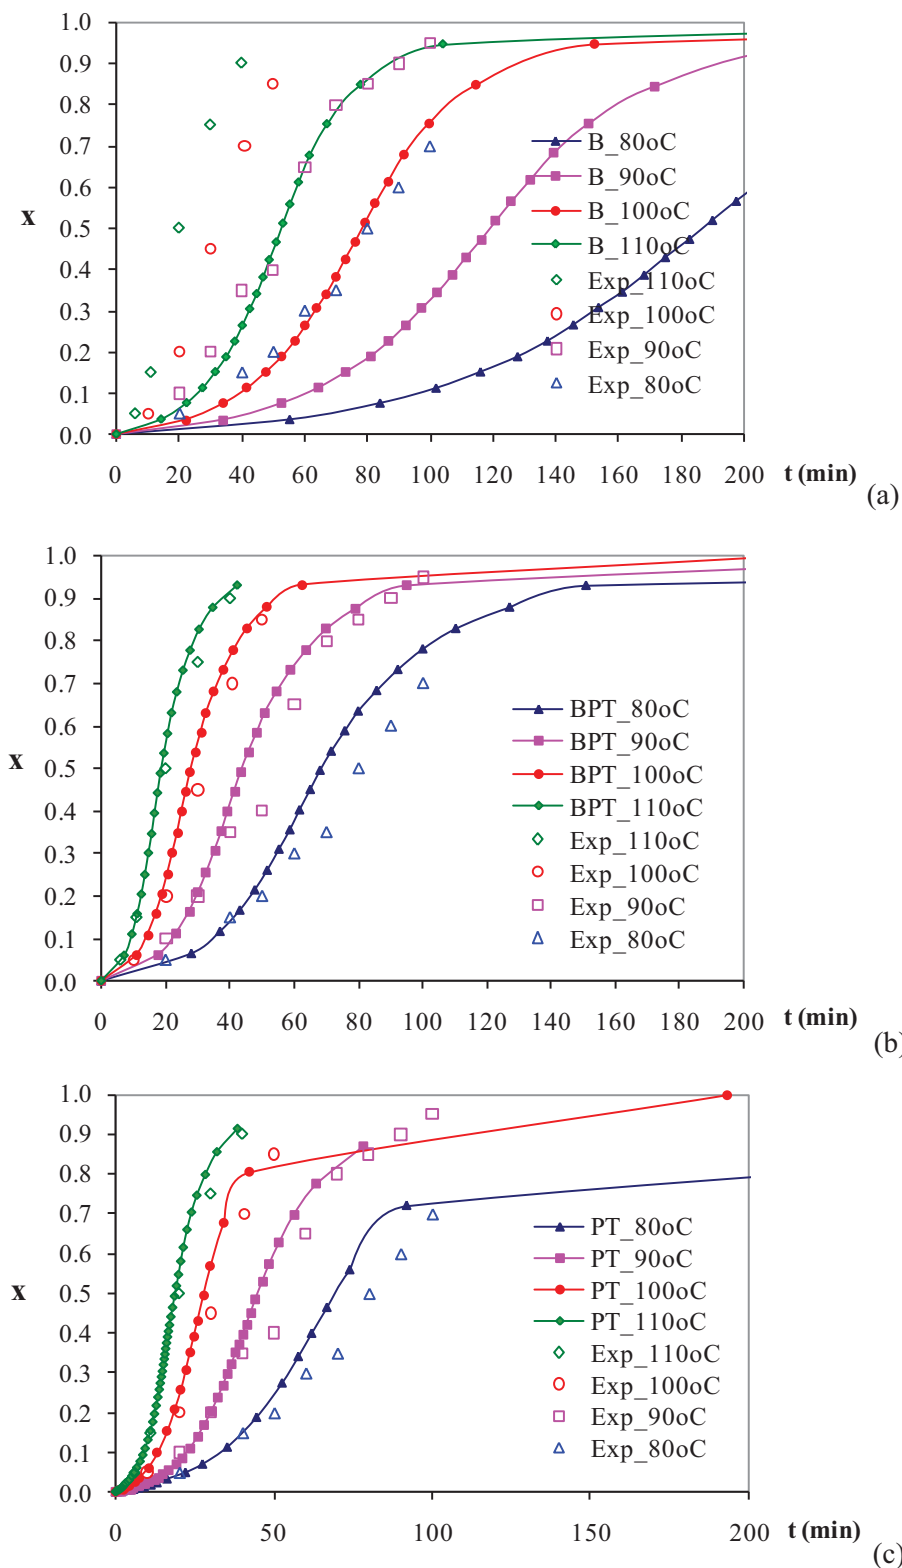 1.0
0.9
0.8
0.7
0.6
x
0.5
0.4
0.3
0.2
0.1
0.0
B_80oC
B_90oC
B_100oC
B_110oC
Exp_110oC
Exp_100oC
Exp_90oC
Exp_80oC
0 20 40 60 80 100 120 140 160 180 200 t (min)
(a)
1.0
0.9
0.8
0.7
0.6
x
0.5
0.4
0.3
0.2
0.1
0.0
BPT_80oC
BPT_90oC
BPT_100oC
BPT_110oC
Exp_110oC
Exp_100oC
Exp_90oC
Exp_80oC
0 20 40 60 80 100 120 140 160 180 200 t (min)
(b)
1.0
0.9
0.8
0.7
0.6
x
0.5
0.4
0.3
0.2
0.1
0.0
PT_80oC
PT_90oC
PT_100oC
PT_110oC
Exp_110oC
Exp_100oC
Exp_90oC
Exp_80oC
0 50 100 150 200 t (min)
(c)